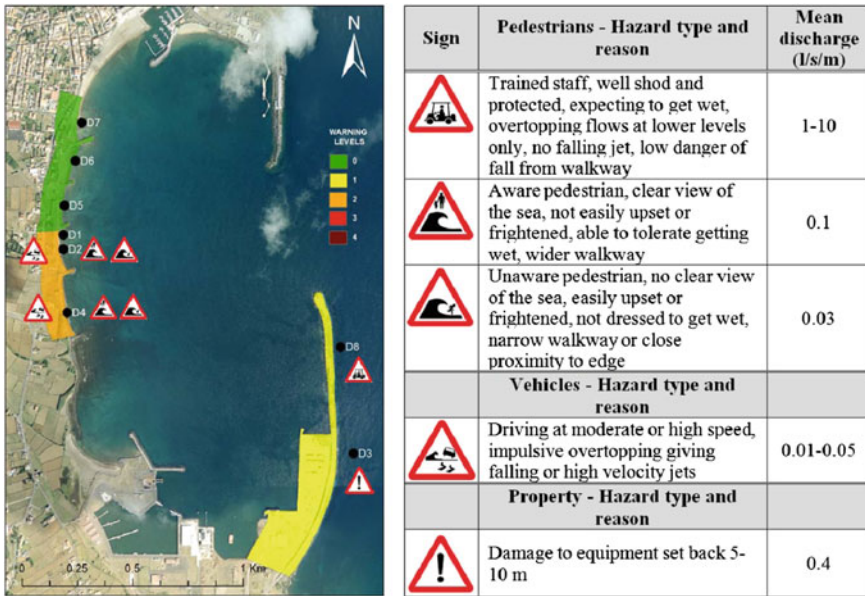 N
WARNING
LEVELS
0
1
2
3
4
D7
D6
D5
D1
D2
D4
D8
D3
0 0.25 0.5 1 Km
Sign
Pedestrians - Hazard type and
reason
Mean
discharge
(l/s/m)
Trained staff, well shod and
protected, expecting to get wet,
overtopping flows at lower levels
only, no falling jet, low danger of
fall from walkway
1-10
Aware pedestrian, clear view of
the sea, not easily upset or
frightened, able to tolerate getting
wet, wider walkway
0.1
Unaware pedestrian, no clear view
of the sea, easily upset or
frightened, not dressed to get wet,
narrow walkway or close
proximity to edge
0.03
Vehicles - Hazard type and
reason
Driving at moderate or high speed,
impulsive overtopping giving
falling or high velocity jets
0.01-0.05
Property - Hazard type and
reason
Damage to equipment set back 5-
10 m
0.4